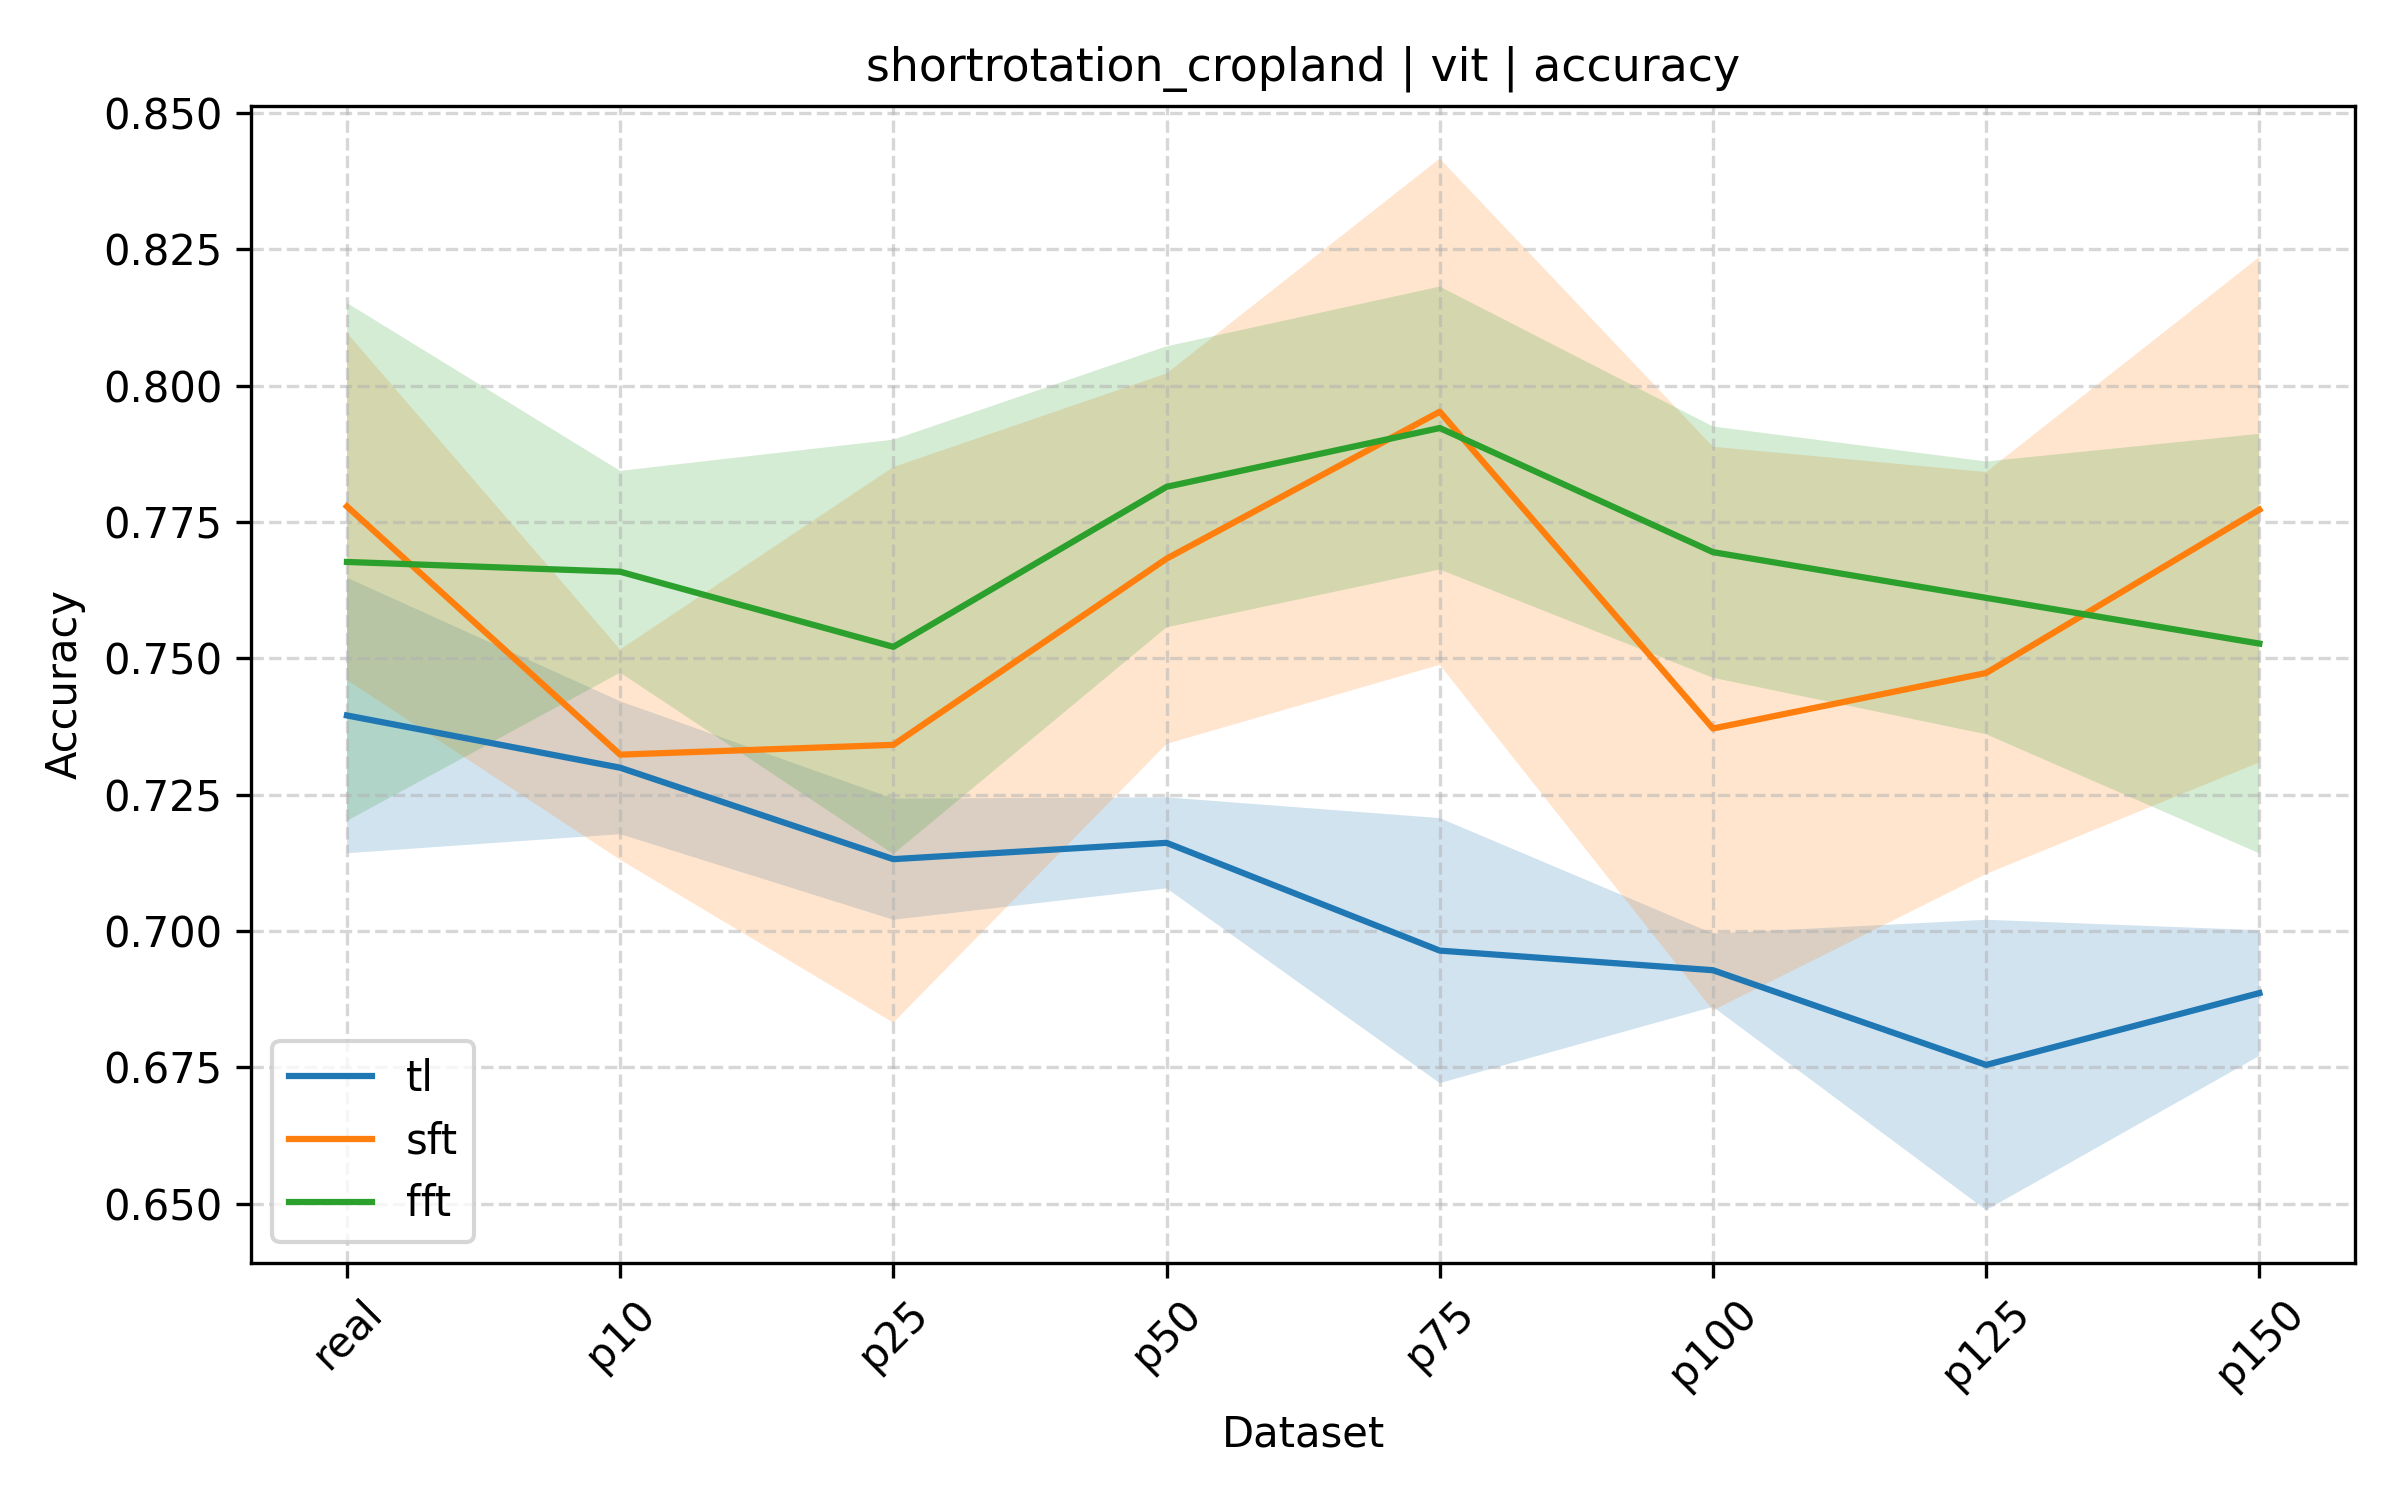 shortrotation_cropland | vit | accuracy
0.850
0.825
0.800
0.775
0.750
0.725
0.700
0.675
0.650
Accuracy
tl
sft
fft
real
p10
p25
p50
p75
p100
p125
p150
Dataset